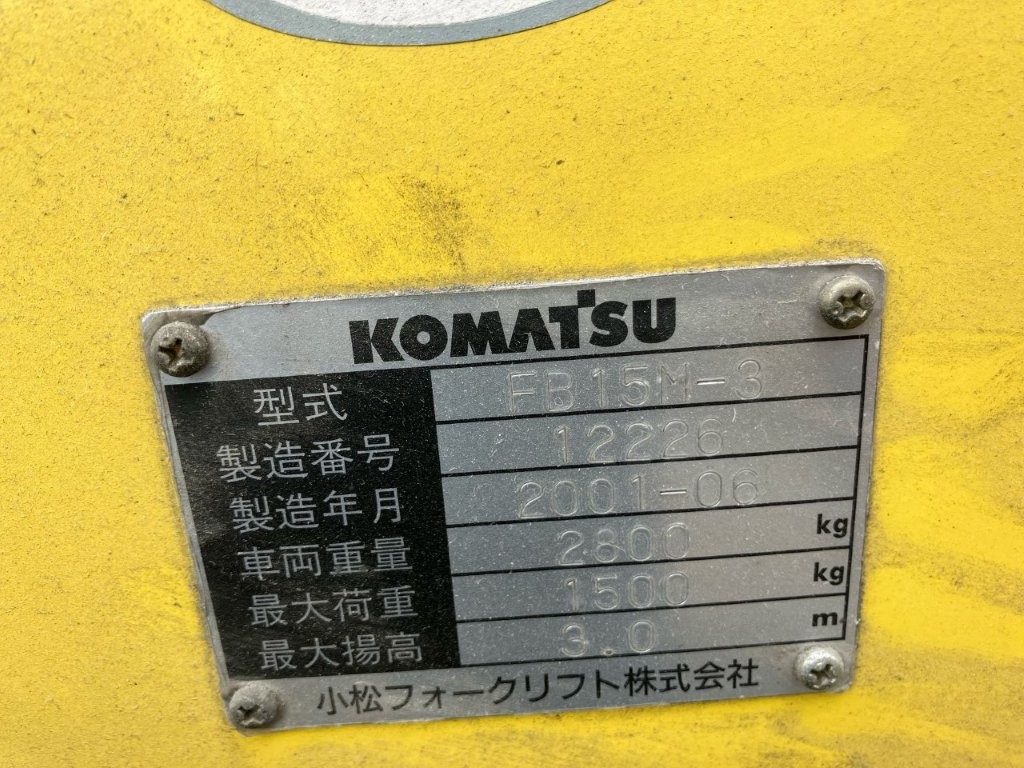 KOMATSU
型式 FB15M-3
製造番号 12226
製造年月 2001-06
車両重量 2800 kg
最大荷重 1500 kg
最大揚高 3.0 m
小松フォークリフト株式会社